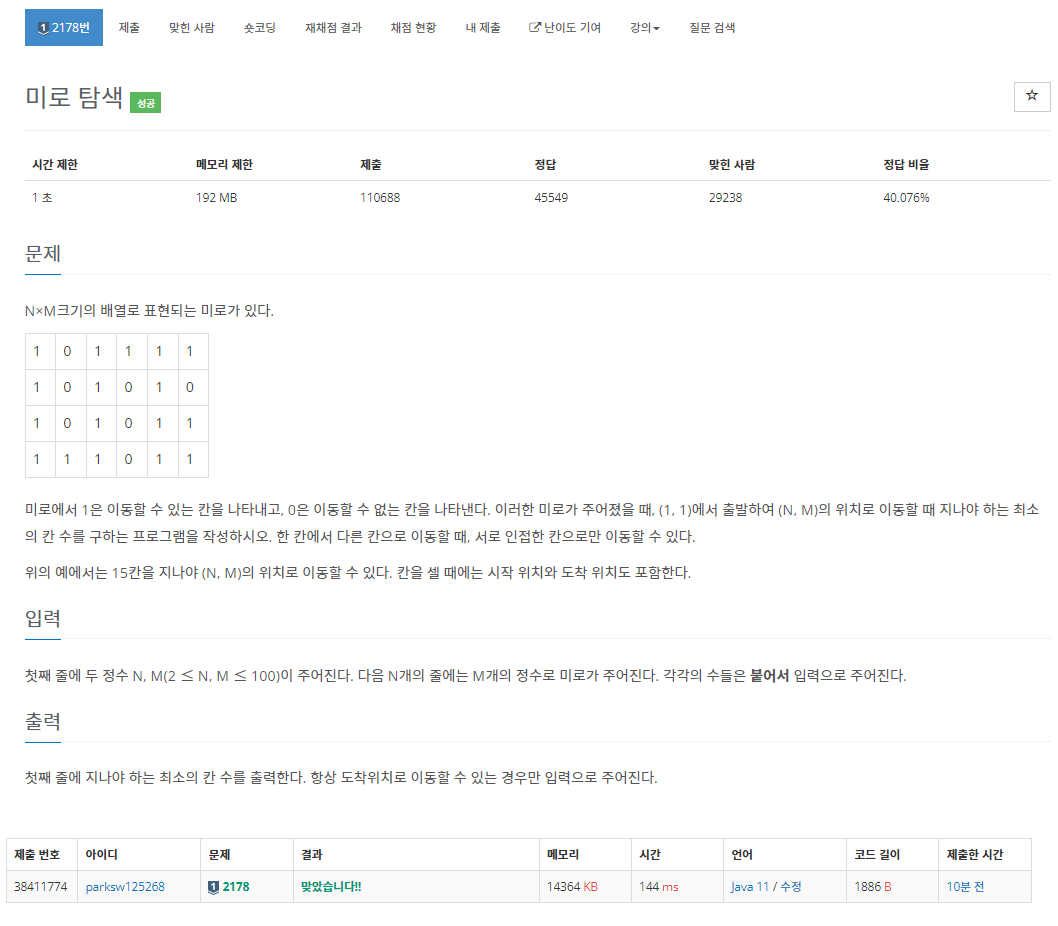 1 2178번 제출 맞힌 사람 숏코딩 재채점 결과 채점 현황 내 제출 난이도 기여 강의 질문 검색
미로 탐색 성공
시간 제한 메모리 제한 제출 정답 맞힌 사람 정답 비율
1 초 192 MB 110688 45549 29238 40.076%
문제
N×M크기의 배열로 표현되는 미로가 있다.
1 0 1 1 1 1
1 0 1 0 1 0
1 0 1 0 1 1
1 1 1 0 1 1
미로에서 1은 이동할 수 있는 칸을 나타내고, 0은 이동할 수 없는 칸을 나타낸다. 이러한 미로가 주어졌을 때, (1, 1)에서 출발하여 (N, M)의 위치로 이동할 때 지나야 하는 최소
의 칸 수를 구하는 프로그램을 작성하시오. 한 칸에서 다른 칸으로 이동할 때, 서로 인접한 칸으로만 이동할 수 있다.
위의 예에서는 15칸을 지나야 (N, M)의 위치로 이동할 수 있다. 칸을 셀 때에는 시작 위치와 도착 위치도 포함한다.
입력
첫째 줄에 두 정수 N, M(2 ≤ N, M ≤ 100)이 주어진다. 다음 N개의 줄에는 M개의 정수로 미로가 주어진다. 각각의 수들은 붙어서 입력으로 주어진다.
출력
첫째 줄에 지나야 하는 최소의 칸 수를 출력한다. 항상 도착위치로 이동할 수 있는 경우만 입력으로 주어진다.
제출 번호 아이디 문제 결과 메모리 시간 언어 코드 길이 제출한 시간
38411774 parksw125268 1 2178 맞았습니다!! 14364 KB 144 ms Java 11 / 수정 1886 B 10분 전